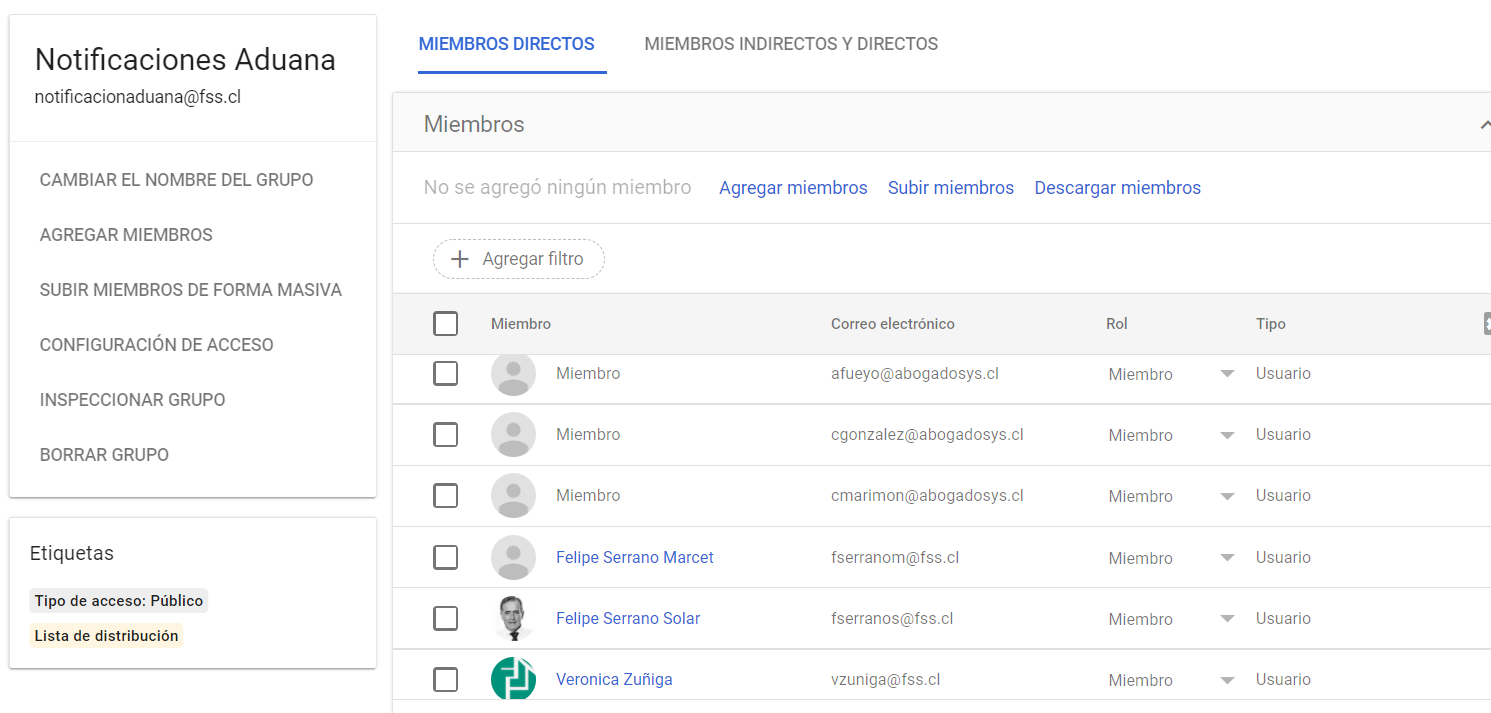 Notificaciones Aduana
notificacionaduana@fss.cl
CAMBIAR EL NOMBRE DEL GRUPO
AGREGAR MIEMBROS
SUBIR MIEMBROS DE FORMA MASIVA
CONFIGURACIÓN DE ACCESO
INSPECCIONAR GRUPO
BORRAR GRUPO
Etiquetas
Tipo de acceso: Público
Lista de distribución
MIEMBROS DIRECTOS MIEMBROS INDIRECTOS Y DIRECTOS
Miembros
No se agregó ningún miembro Agregar miembros Subir miembros Descargar miembros
Agregar filtro
Miembro Correo electrónico Rol Tipo
Miembro afueyo@abogadosys.cl Miembro Usuario
Miembro cgonzalez@abogadosys.cl Miembro Usuario
Miembro cmarimon@abogadosys.cl Miembro Usuario
Felipe Serrano Marcet fserranom@fss.cl Miembro Usuario
Felipe Serrano Solar fserranos@fss.cl Miembro Usuario
Veronica Zuñiga vzuniga@fss.cl Miembro Usuario